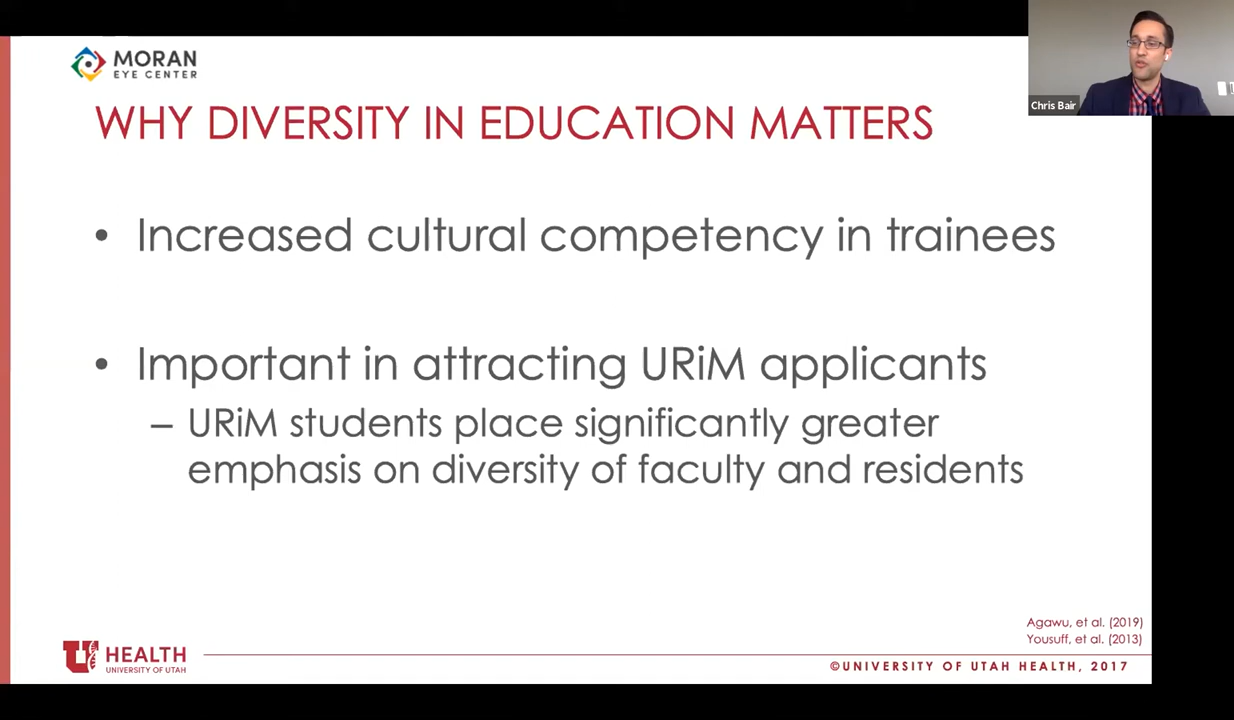 MORAN
EYE CENTER
Chris Bair
WHY DIVERSITY IN EDUCATION MATTERS
• Increased cultural competency in trainees
• Important in attracting URiM applicants
– URiM students place significantly greater
emphasis on diversity of faculty and residents
Agawu, et al. (2019)
Yousuff, et al. (2013)
U HEALTH
UNIVERSITY OF UTAH
©UNIVERSITY OF UTAH HEALTH, 2017